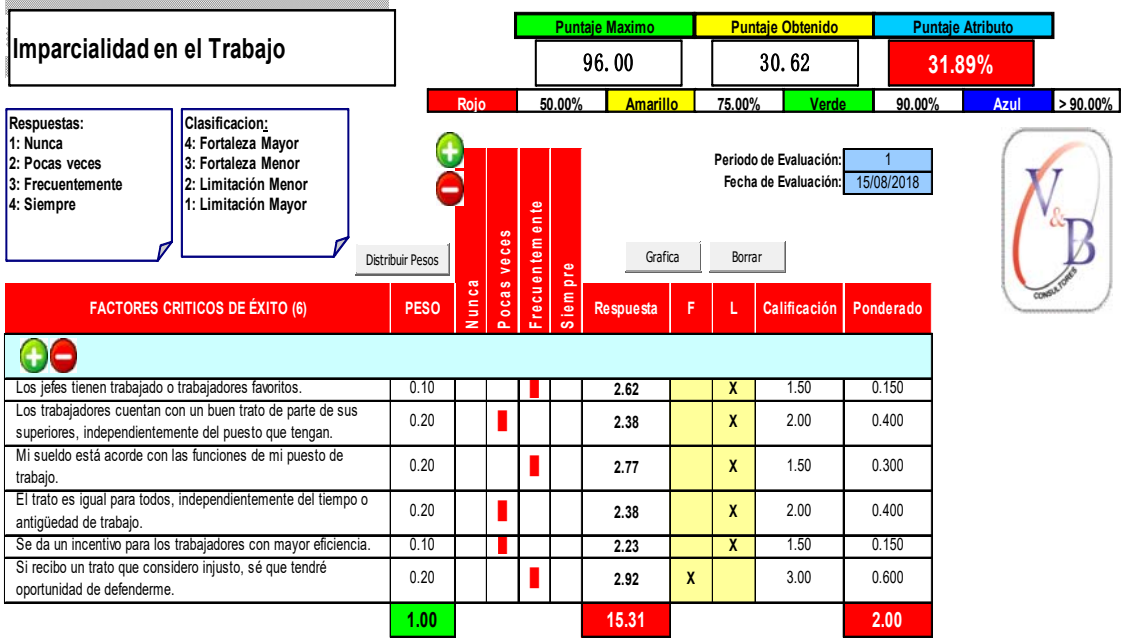 Imparcialidad en el Trabajo
Puntaje Maximo Puntaje Obtenido Puntaje Atributo
96.00 30.62 31.89%
Rojo 50.00% Amarillo 75.00% Verde 90.00% Azul > 90.00%
Respuestas:
1: Nunca
2: Pocas veces
3: Frecuentemente
4: Siempre
Clasificacion:
4: Fortaleza Mayor
3: Fortaleza Menor
2: Limitación Menor
1: Limitación Mayor
Periodo de Evaluación: 1
Fecha de Evaluación: 15/08/2018
V&B
CONSULTORES
Distribuir Pesos
Grafica
Borrar
FACTORES CRITICOS DE ÉXITO (6) PESO Nunca Pocas veces Frecuentemente Siempre Respuesta F L Calificación Ponderado
Los jefes tienen trabajado o trabajadores favoritos. 0.10 2.62 X 1.50 0.150
Los trabajadores cuentan con un buen trato de parte de sus
superiores, independientemente del puesto que tengan. 0.20 2.38 X 2.00 0.400
Mi sueldo está acorde con las funciones de mi puesto de
trabajo. 0.20 2.77 X 1.50 0.300
El trato es igual para todos, independientemente del tiempo o
antigüedad de trabajo. 0.20 2.38 X 2.00 0.400
Se da un incentivo para los trabajadores con mayor eficiencia. 0.10 2.23 X 1.50 0.150
Si recibo un trato que considero injusto, sé que tendré
oportunidad de defenderme. 0.20 2.92 X 3.00 0.600
1.00 15.31 2.00